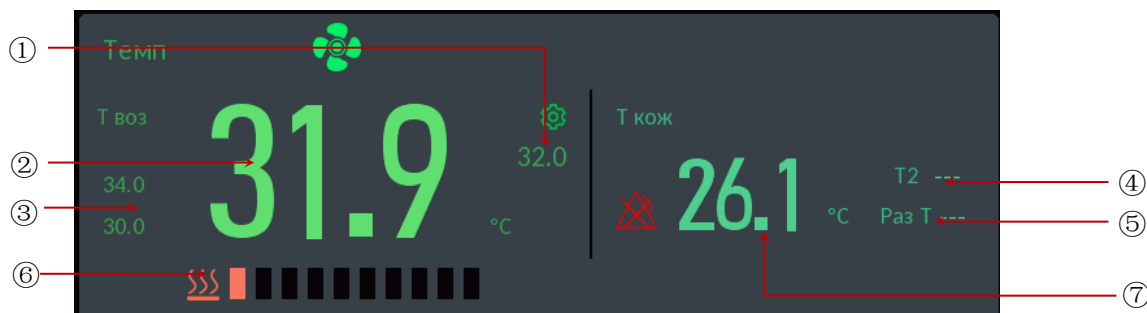 ①
Темп
Т воз
31.9
32.0
Т кож
②
26.1
°C
T2 ---
④
34.0
③
30.0
°C
Раз Т ---
⑤
⑥
⑦